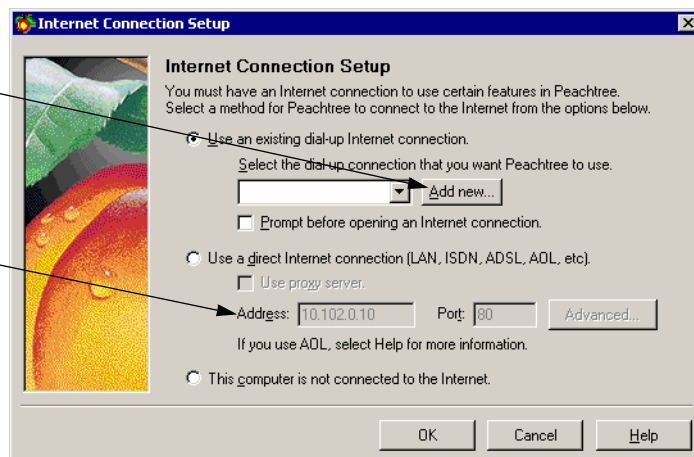 Internet Connection Setup
Internet Connection Setup
You must have an Internet connection to use certain features in Peachtree.
Select a method for Peachtree to connect to the Internet from the options below.
Use an existing dial-up Internet connection.
Select the dial-up connection that you want Peachtree to use.
Add new...
Prompt before opening an Internet connection.
Use a direct Internet connection (LAN, ISDN, ADSL, AOL, etc).
Use proxy server.
Address: 10.102.0.10 Port: 80 Advanced...
If you use AOL, select Help for more information.
This computer is not connected to the Internet.
OK Cancel Help